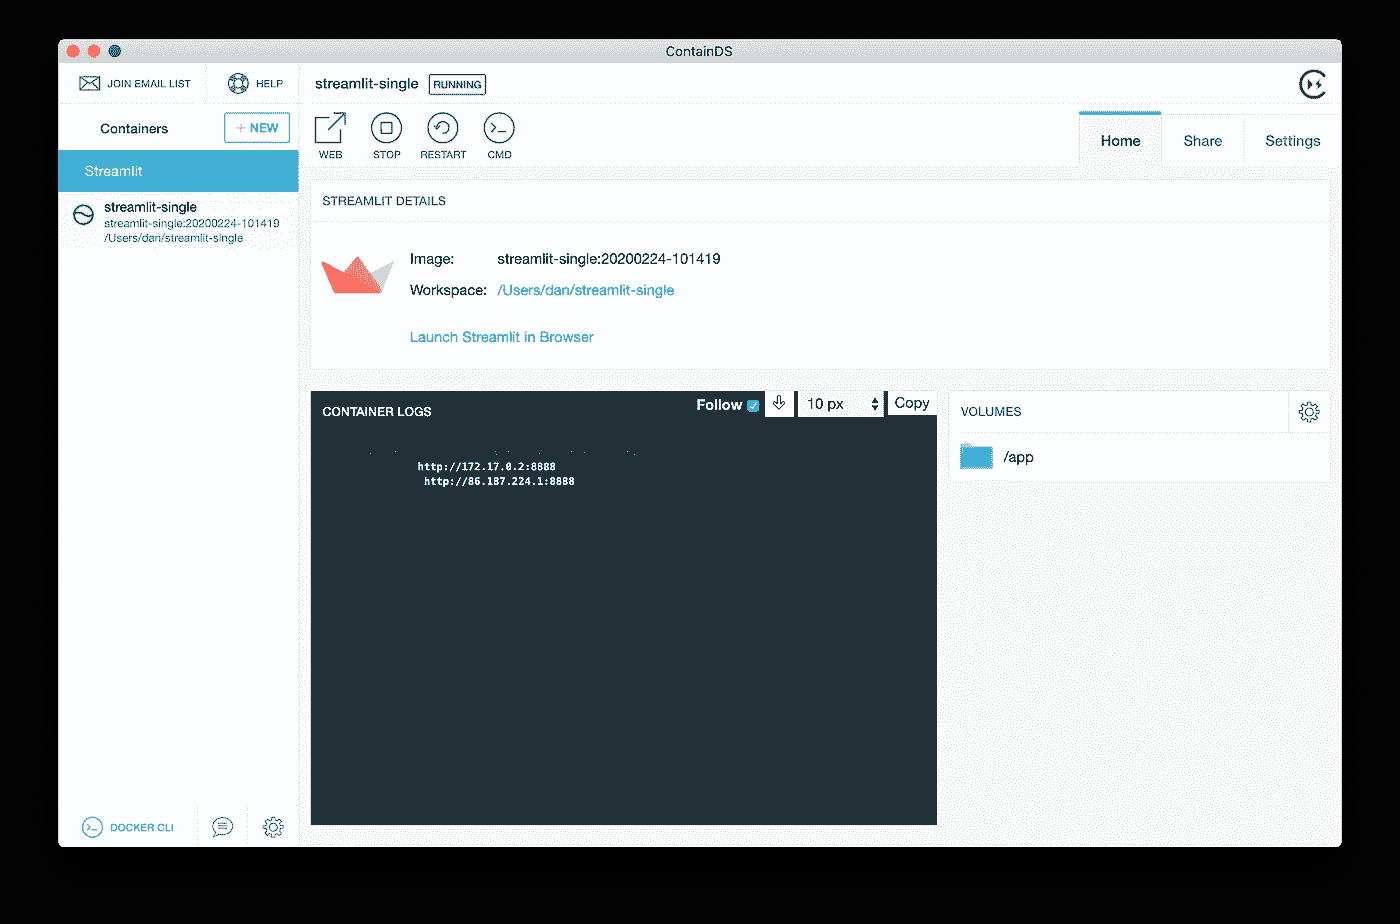 ContainDS
JOIN EMAIL LIST
HELP
streamlit-single
RUNNING
Containers
+ NEW
WEB
STOP
RESTART
CMD
Home
Share
Settings
Streamlit
streamlit-single
streamlit-single:20200224-101419
/Users/dan/streamlit-single
STREAMLIT DETAILS
Image: streamlit-single:20200224-101419
Workspace: /Users/dan/streamlit-single
Launch Streamlit in Browser
CONTAINER LOGS
Follow
10 px
Copy
http://172.17.0.2:8888
http://86.187.224.1:8888
VOLUMES
/app
DOCKER CLI